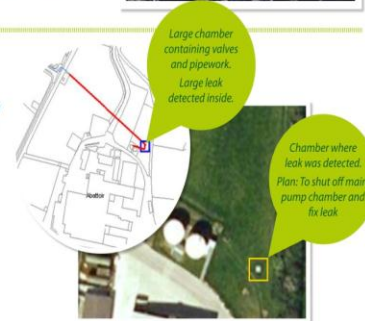 Large chamber
containing valves
and pipework.
Large leak
detected inside.
Chamber where
leak was detected.
Plan: To shut off main
pump chamber and
fix leak
Abattoir